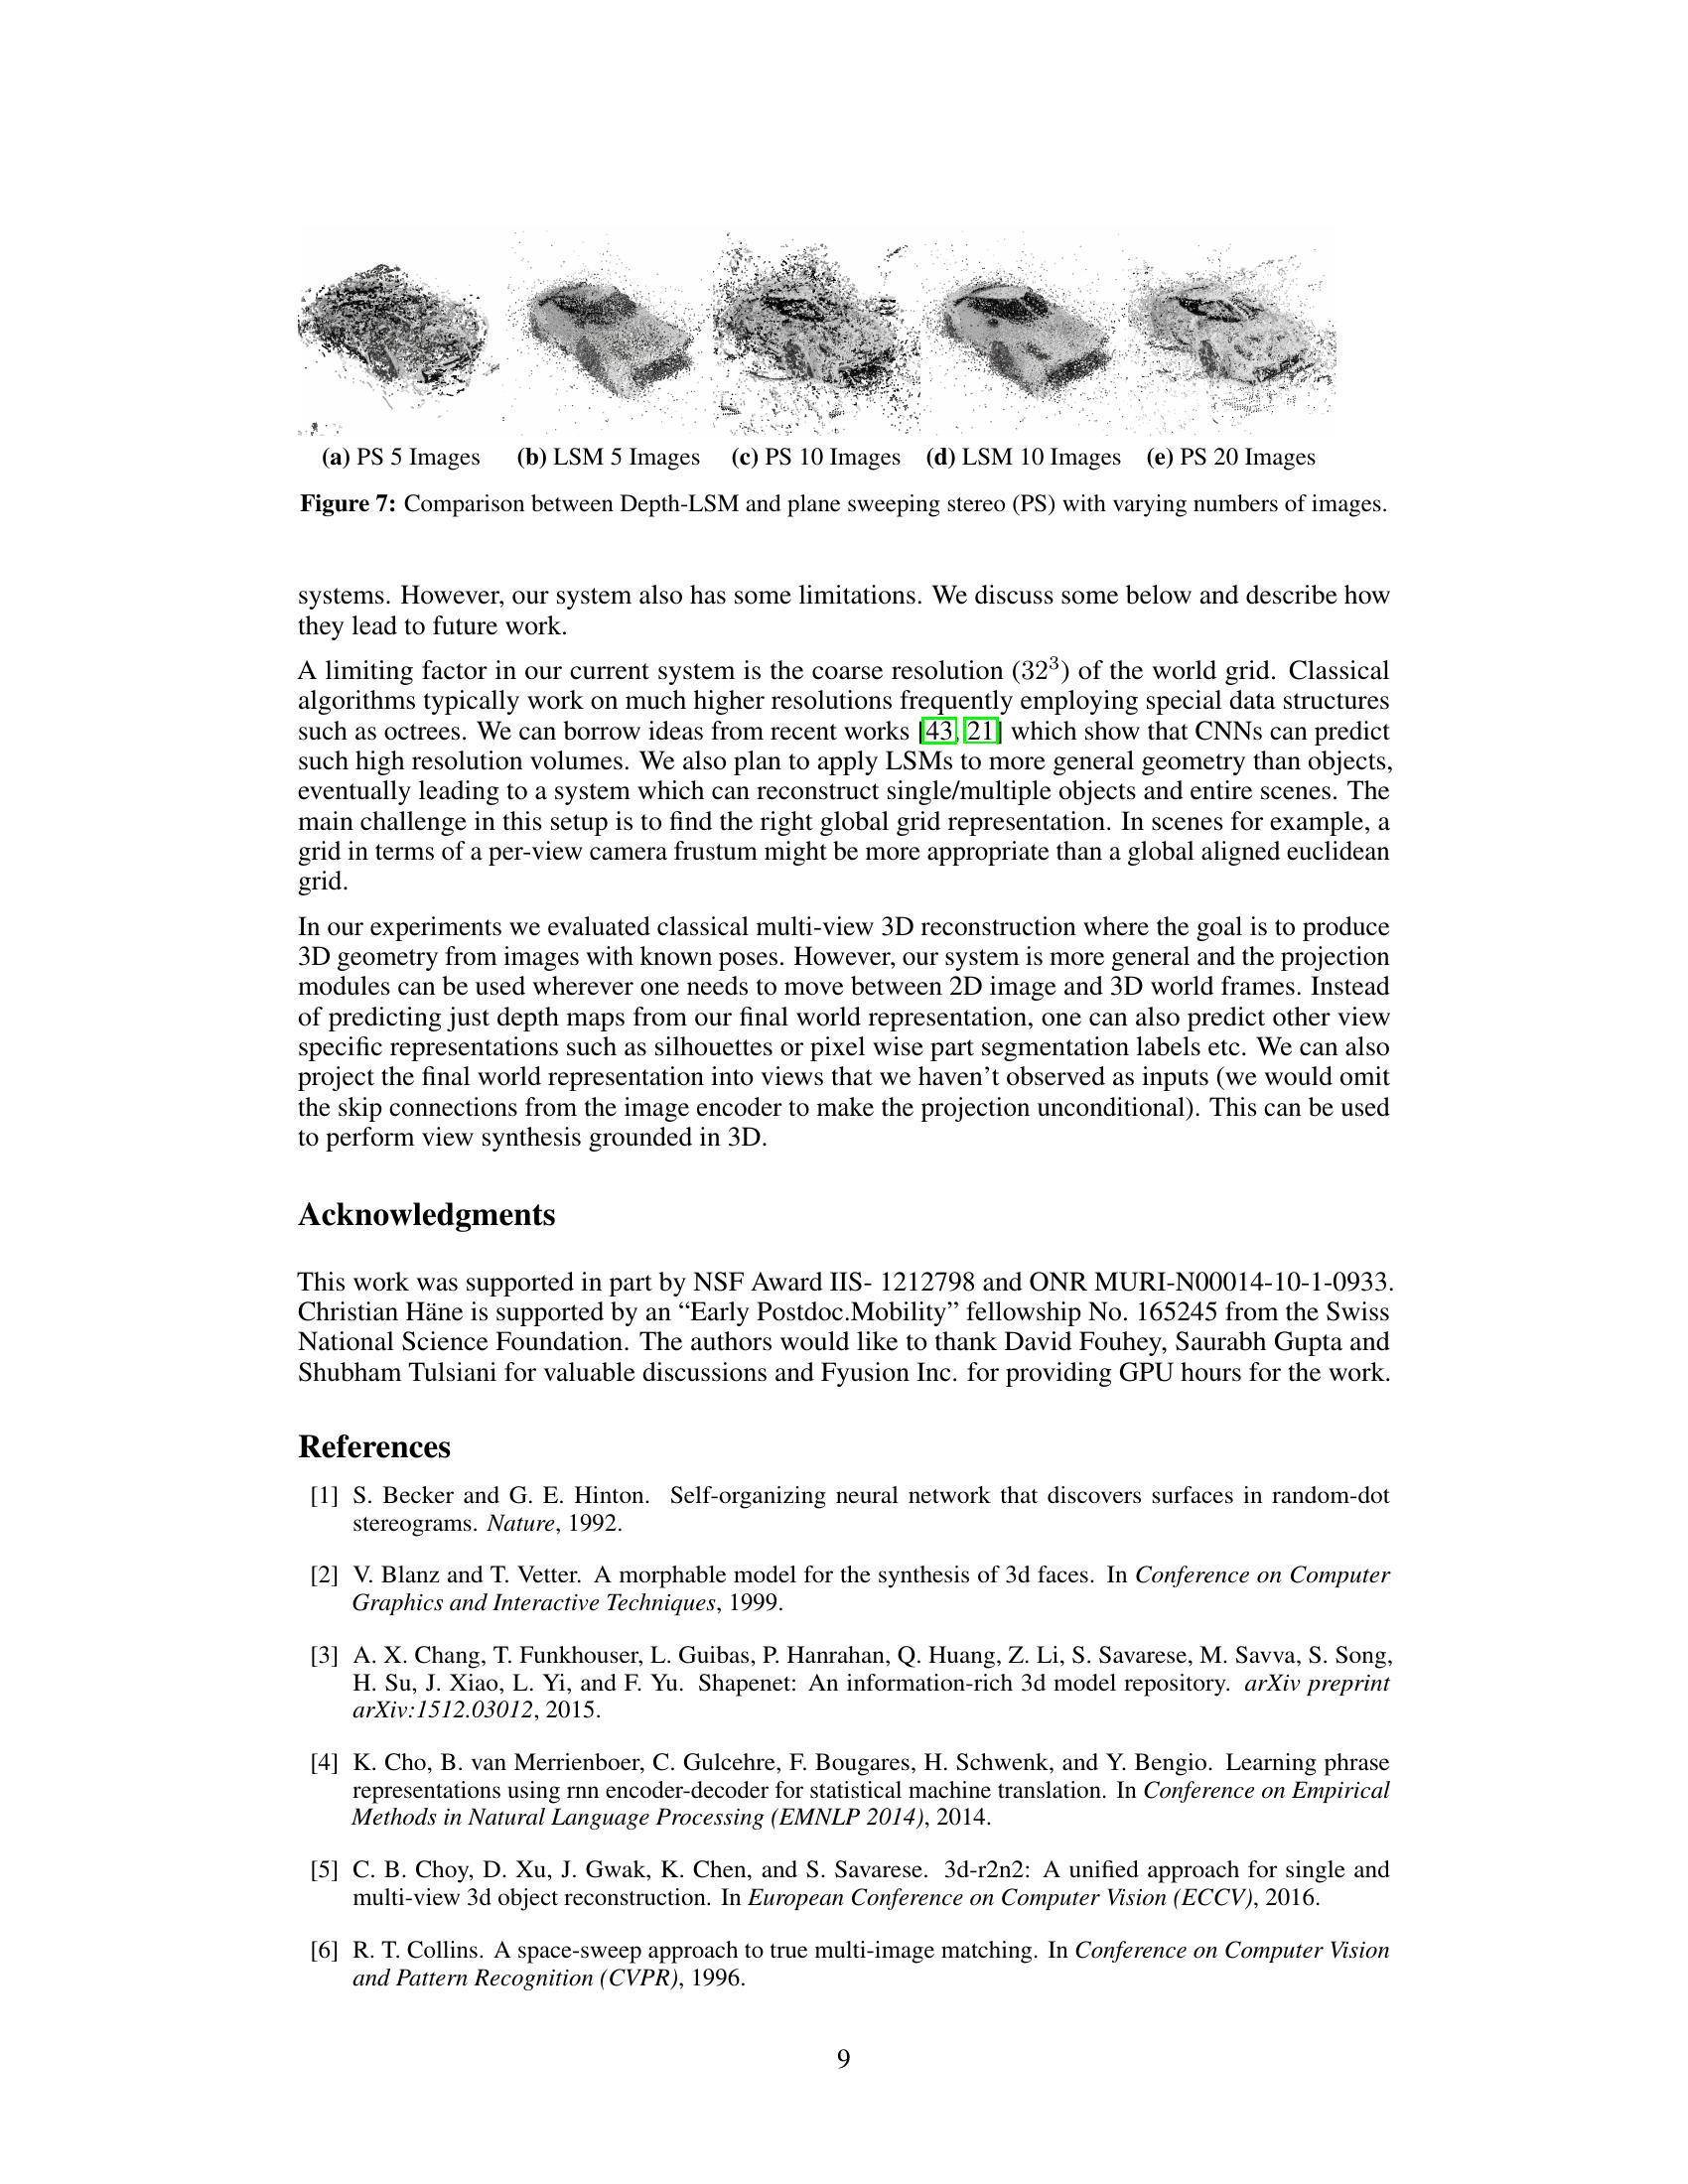 (a) PS 5 Images (b) LSM 5 Images (c) PS 10 Images (d) LSM 10 Images (e) PS 20 Images
Figure 7: Comparison between Depth-LSM and plane sweeping stereo (PS) with varying numbers of images.
systems. However, our system also has some limitations. We discuss some below and describe how
they lead to future work.
A limiting factor in our current system is the coarse resolution (32³) of the world grid. Classical
algorithms typically work on much higher resolutions frequently employing special data structures
such as octrees. We can borrow ideas from recent works [43, 21] which show that CNNs can predict
such high resolution volumes. We also plan to apply LSMs to more general geometry than objects,
eventually leading to a system which can reconstruct single/multiple objects and entire scenes. The
main challenge in this setup is to find the right global grid representation. In scenes for example, a
grid in terms of a per-view camera frustum might be more appropriate than a global aligned euclidean
grid.
In our experiments we evaluated classical multi-view 3D reconstruction where the goal is to produce
3D geometry from images with known poses. However, our system is more general and the projection
modules can be used wherever one needs to move between 2D image and 3D world frames. Instead
of predicting just depth maps from our final world representation, one can also predict other view
specific representations such as silhouettes or pixel wise part segmentation labels etc. We can also
project the final world representation into views that we haven't observed as inputs (we would omit
the skip connections from the image encoder to make the projection unconditional). This can be used
to perform view synthesis grounded in 3D.
Acknowledgments
This work was supported in part by NSF Award IIS- 1212798 and ONR MURI-N00014-10-1-0933.
Christian Häne is supported by an “Early Postdoc.Mobility” fellowship No. 165245 from the Swiss
National Science Foundation. The authors would like to thank David Fouhey, Saurabh Gupta and
Shubham Tulsiani for valuable discussions and Fyusion Inc. for providing GPU hours for the work.
References
[1] S. Becker and G. E. Hinton. Self-organizing neural network that discovers surfaces in random-dot
stereograms. Nature, 1992.
[2] V. Blanz and T. Vetter. A morphable model for the synthesis of 3d faces. In Conference on Computer
Graphics and Interactive Techniques, 1999.
[3] A. X. Chang, T. Funkhouser, L. Guibas, P. Hanrahan, Q. Huang, Z. Li, S. Savarese, M. Savva, S. Song,
H. Su, J. Xiao, L. Yi, and F. Yu. Shapenet: An information-rich 3d model repository. arXiv preprint
arXiv:1512.03012, 2015.
[4] K. Cho, B. van Merrienboer, C. Gulcehre, F. Bougares, H. Schwenk, and Y. Bengio. Learning phrase
representations using rnn encoder-decoder for statistical machine translation. In Conference on Empirical
Methods in Natural Language Processing (EMNLP 2014), 2014.
[5] C. B. Choy, D. Xu, J. Gwak, K. Chen, and S. Savarese. 3d-r2n2: A unified approach for single and
multi-view 3d object reconstruction. In European Conference on Computer Vision (ECCV), 2016.
[6] R. T. Collins. A space-sweep approach to true multi-image matching. In Conference on Computer Vision
and Pattern Recognition (CVPR), 1996.
9